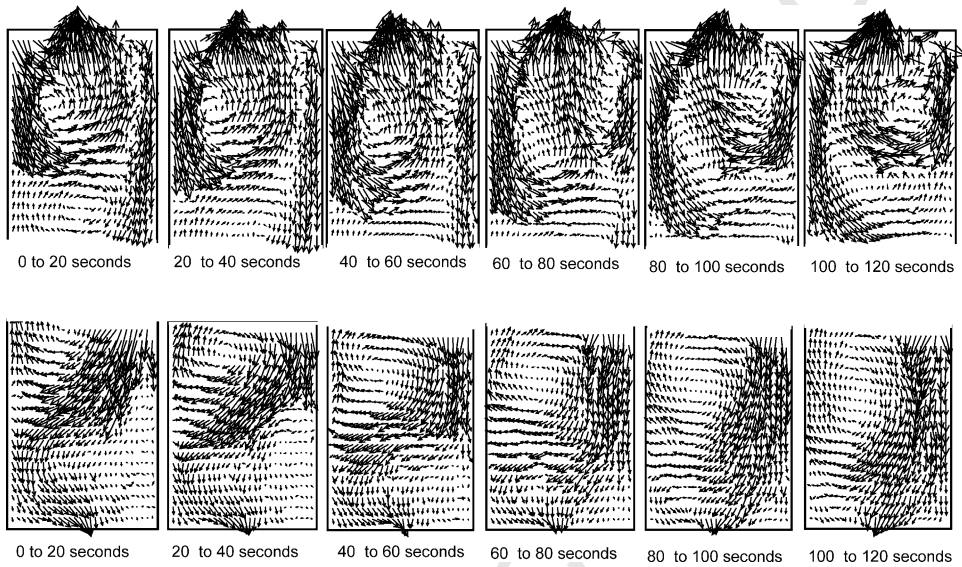 0 to 20 seconds
20 to 40 seconds
40 to 60 seconds
60 to 80 seconds
80 to 100 seconds
100 to 120 seconds
0 to 20 seconds
20 to 40 seconds
40 to 60 seconds
60 to 80 seconds
80 to 100 seconds
100 to 120 seconds